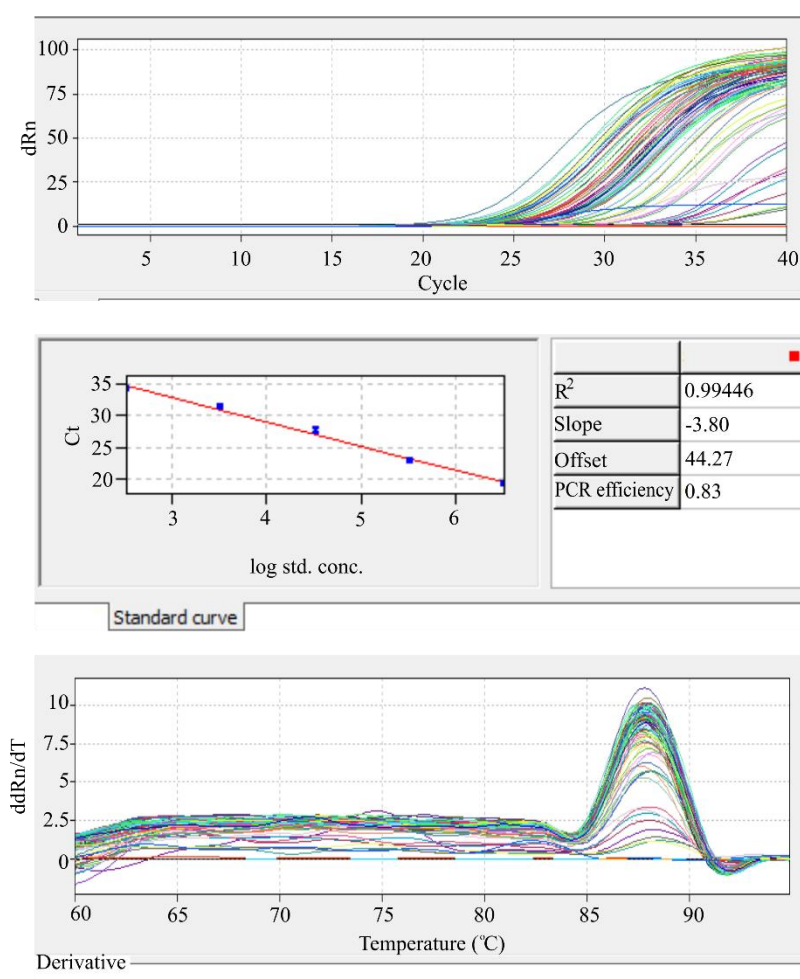 100
75
50
25
0
dRn
5 10 15 20 25 30 35 40
Cycle
35
30
25
20
Ct
3 4 5 6
log std. conc.
R2 0.99446
Slope -3.80
Offset 44.27
PCR efficiency 0.83
Standard curve
10
7.5
5
2.5
0
ddRn/dT
60 65 70 75 80 85 90
Temperature (℃)
Derivative